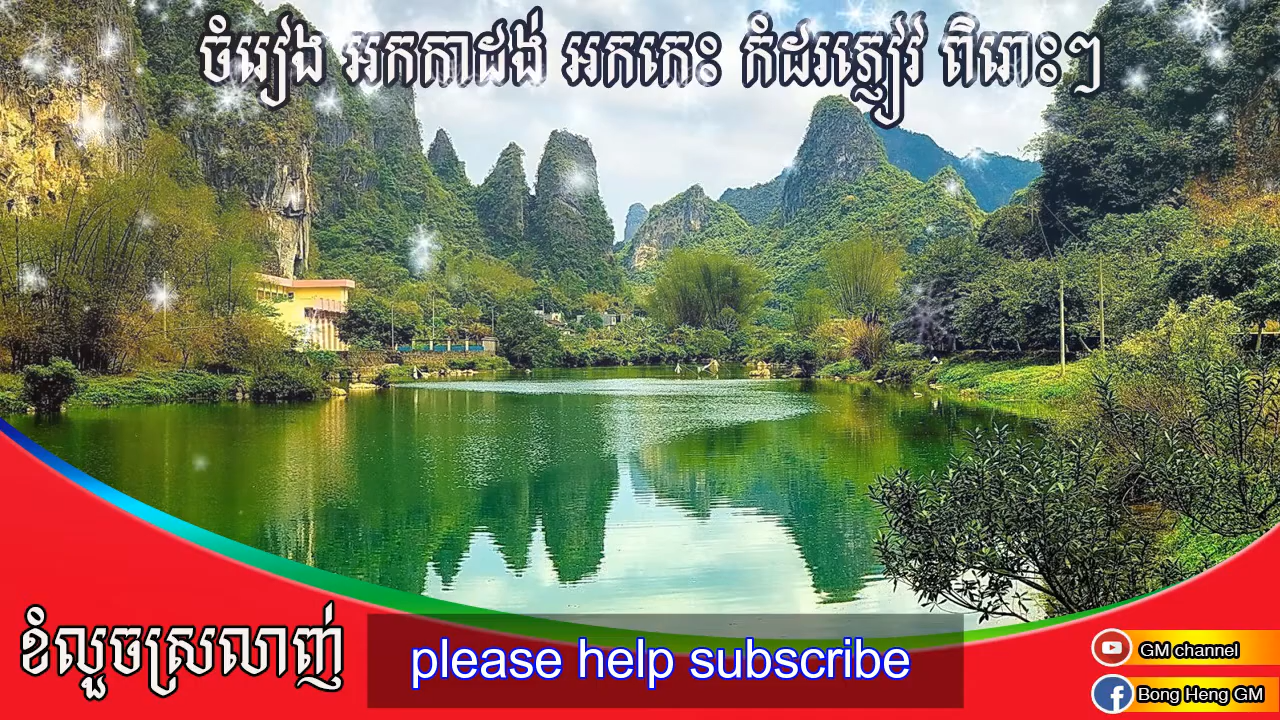 ចំរៀង អកកាដង់ អកកេះ កំដរភ្ញៀវ ពិរោះៗ
ខំលួចស្រលាញ់
please help subscribe
GM channel
Bong Heng GM